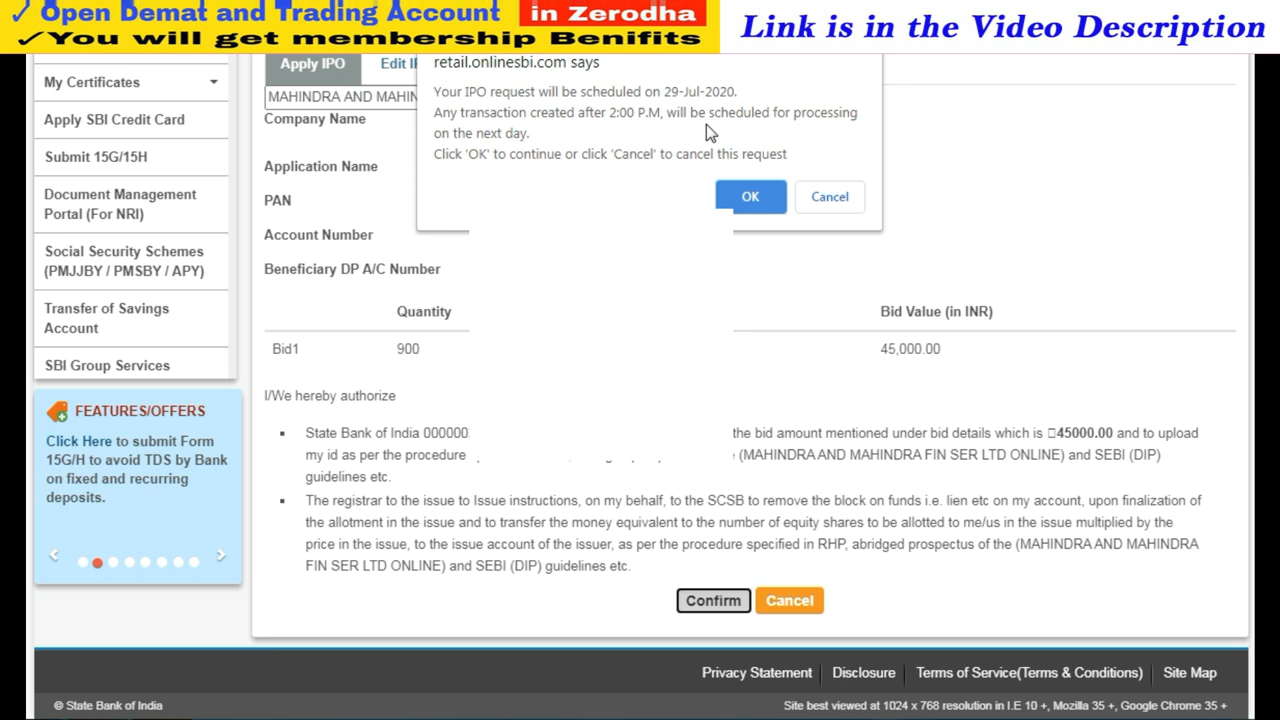 ✓ Open Demat and Trading Account in Zerodha
✓You will get membership Benifits
Link is in the Video Description
My Certificates
Apply SBI Credit Card
Submit 15G/15H
Document Management
Portal (For NRI)
Social Security Schemes
(PMJJBY / PMSBY / APY)
Transfer of Savings
Account
SBI Group Services
FEATURES/OFFERS
Click Here to submit Form
15G/H to avoid TDS by Bank
on fixed and recurring
deposits.
Apply IPO
Edit
MAHINDRA AND
Company Name
Application Name
PAN
Account Number
Beneficiary DP A/C Number
retail.onlinesbi.com says
Your IPO request will be scheduled on 29-Jul-2020.
Any transaction created after 2:00 P.M, will be scheduled for processing
on the next day.
Click 'OK' to continue or click 'Cancel' to cancel this request
OK
Cancel
Quantity
Bid Value (in INR)
Bid1
900
45,000.00
I/We hereby authorize
State Bank of India 000000 the bid amount mentioned under bid details which is 45000.00 and to upload
my id as per the procedure (MAHINDRA AND MAHINDRA FIN SER LTD ONLINE) and SEBI (DIP)
guidelines etc.
The registrar to the issue to Issue instructions, on my behalf, to the SCSB to remove the block on funds i.e. lien etc on my account, upon finalization of
the allotment in the issue and to transfer the money equivalent to the number of equity shares to be allotted to me/us in the issue multiplied by the
price in the issue, to the issue account of the issuer, as per the procedure specified in RHP, abridged prospectus of the (MAHINDRA AND MAHINDRA
FIN SER LTD ONLINE) and SEBI (DIP) guidelines etc.
Confirm
Cancel
Privacy Statement
Disclosure
Terms of Service(Terms & Conditions)
Site Map
© State Bank of India
Site best viewed at 1024 x 768 resolution in I.E 10 +, Mozilla 35 +, Google Chrome 35 +